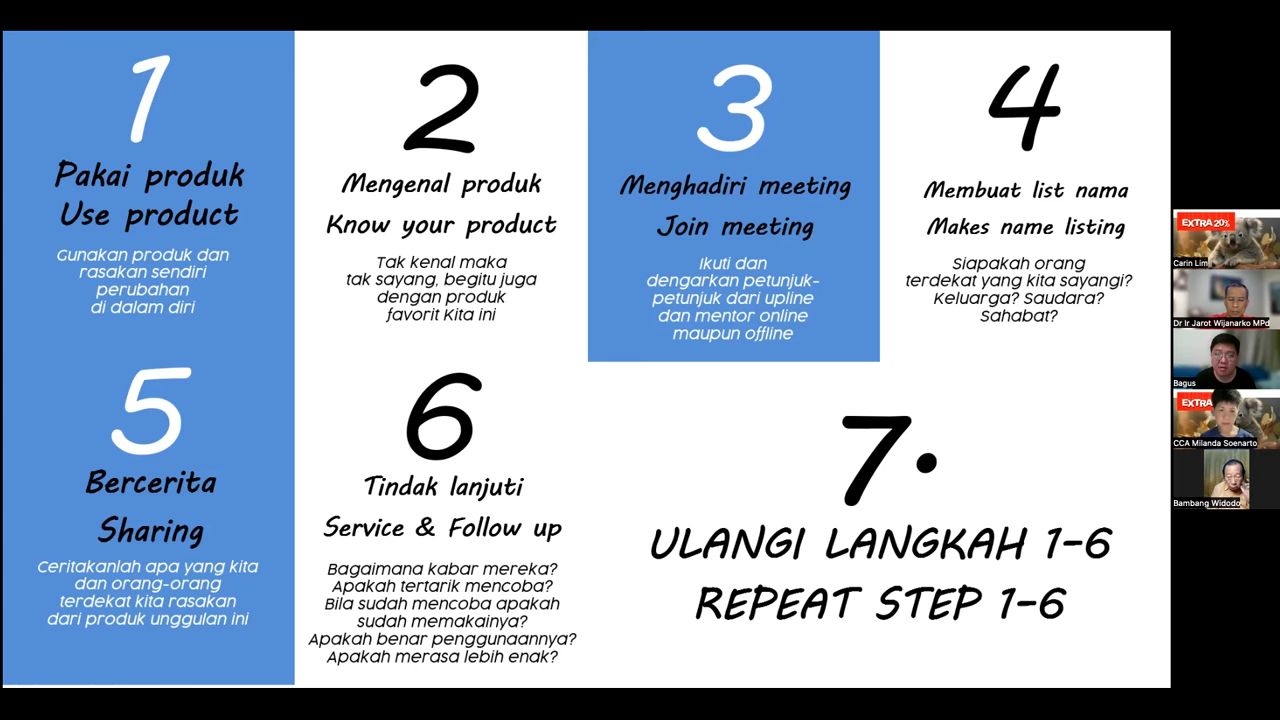 1
Pakai produk
Use product
Gunakan produk dan
rasakan sendiri
perubahan
di dalam diri
2
Mengenal produk
Know your product
Tak kenal maka
tak sayang, begitu juga
dengan produk
favorit Kita ini
3
Menghadiri meeting
Join meeting
Ikuti dan
dengarkan petunjuk-
petunjuk dari upline
dan mentor online
maupun offline
4
Membuat list nama
Makes name listing
Siapakah orang
terdekat yang kita sayangi?
Keluarga? Saudara?
Sahabat?
5
Bercerita
Sharing
Ceritakanlah apa yang kita
dan orang-orang
terdekat kita rasakan
dari produk unggulan ini
6
Tindak lanjuti
Service & Follow up
Bagaimana kabar mereka?
Apakah tertarik mencoba?
Bila sudah mencoba apakah
sudah memakainya?
Apakah benar penggunaannya?
Apakah merasa lebih enak?
7.
ULANGI LANGKAH 1-6
REPEAT STEP 1-6
EXTRA 20%
Carin Lim
Dr Ir Jarot Wijanarko MPd
Bagus
EXTRA
CCA Milanda Soenarto
Bambang Widodo